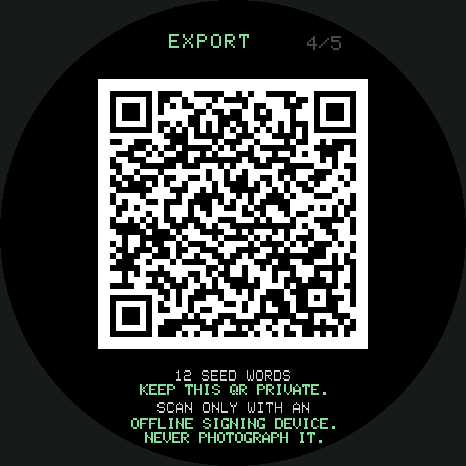 EXPORT 4/5
12 SEED WORDS
KEEP THIS QR PRIVATE.
SCAN ONLY WITH AN
OFFLINE SIGNING DEVICE.
NEVER PHOTOGRAPH IT.